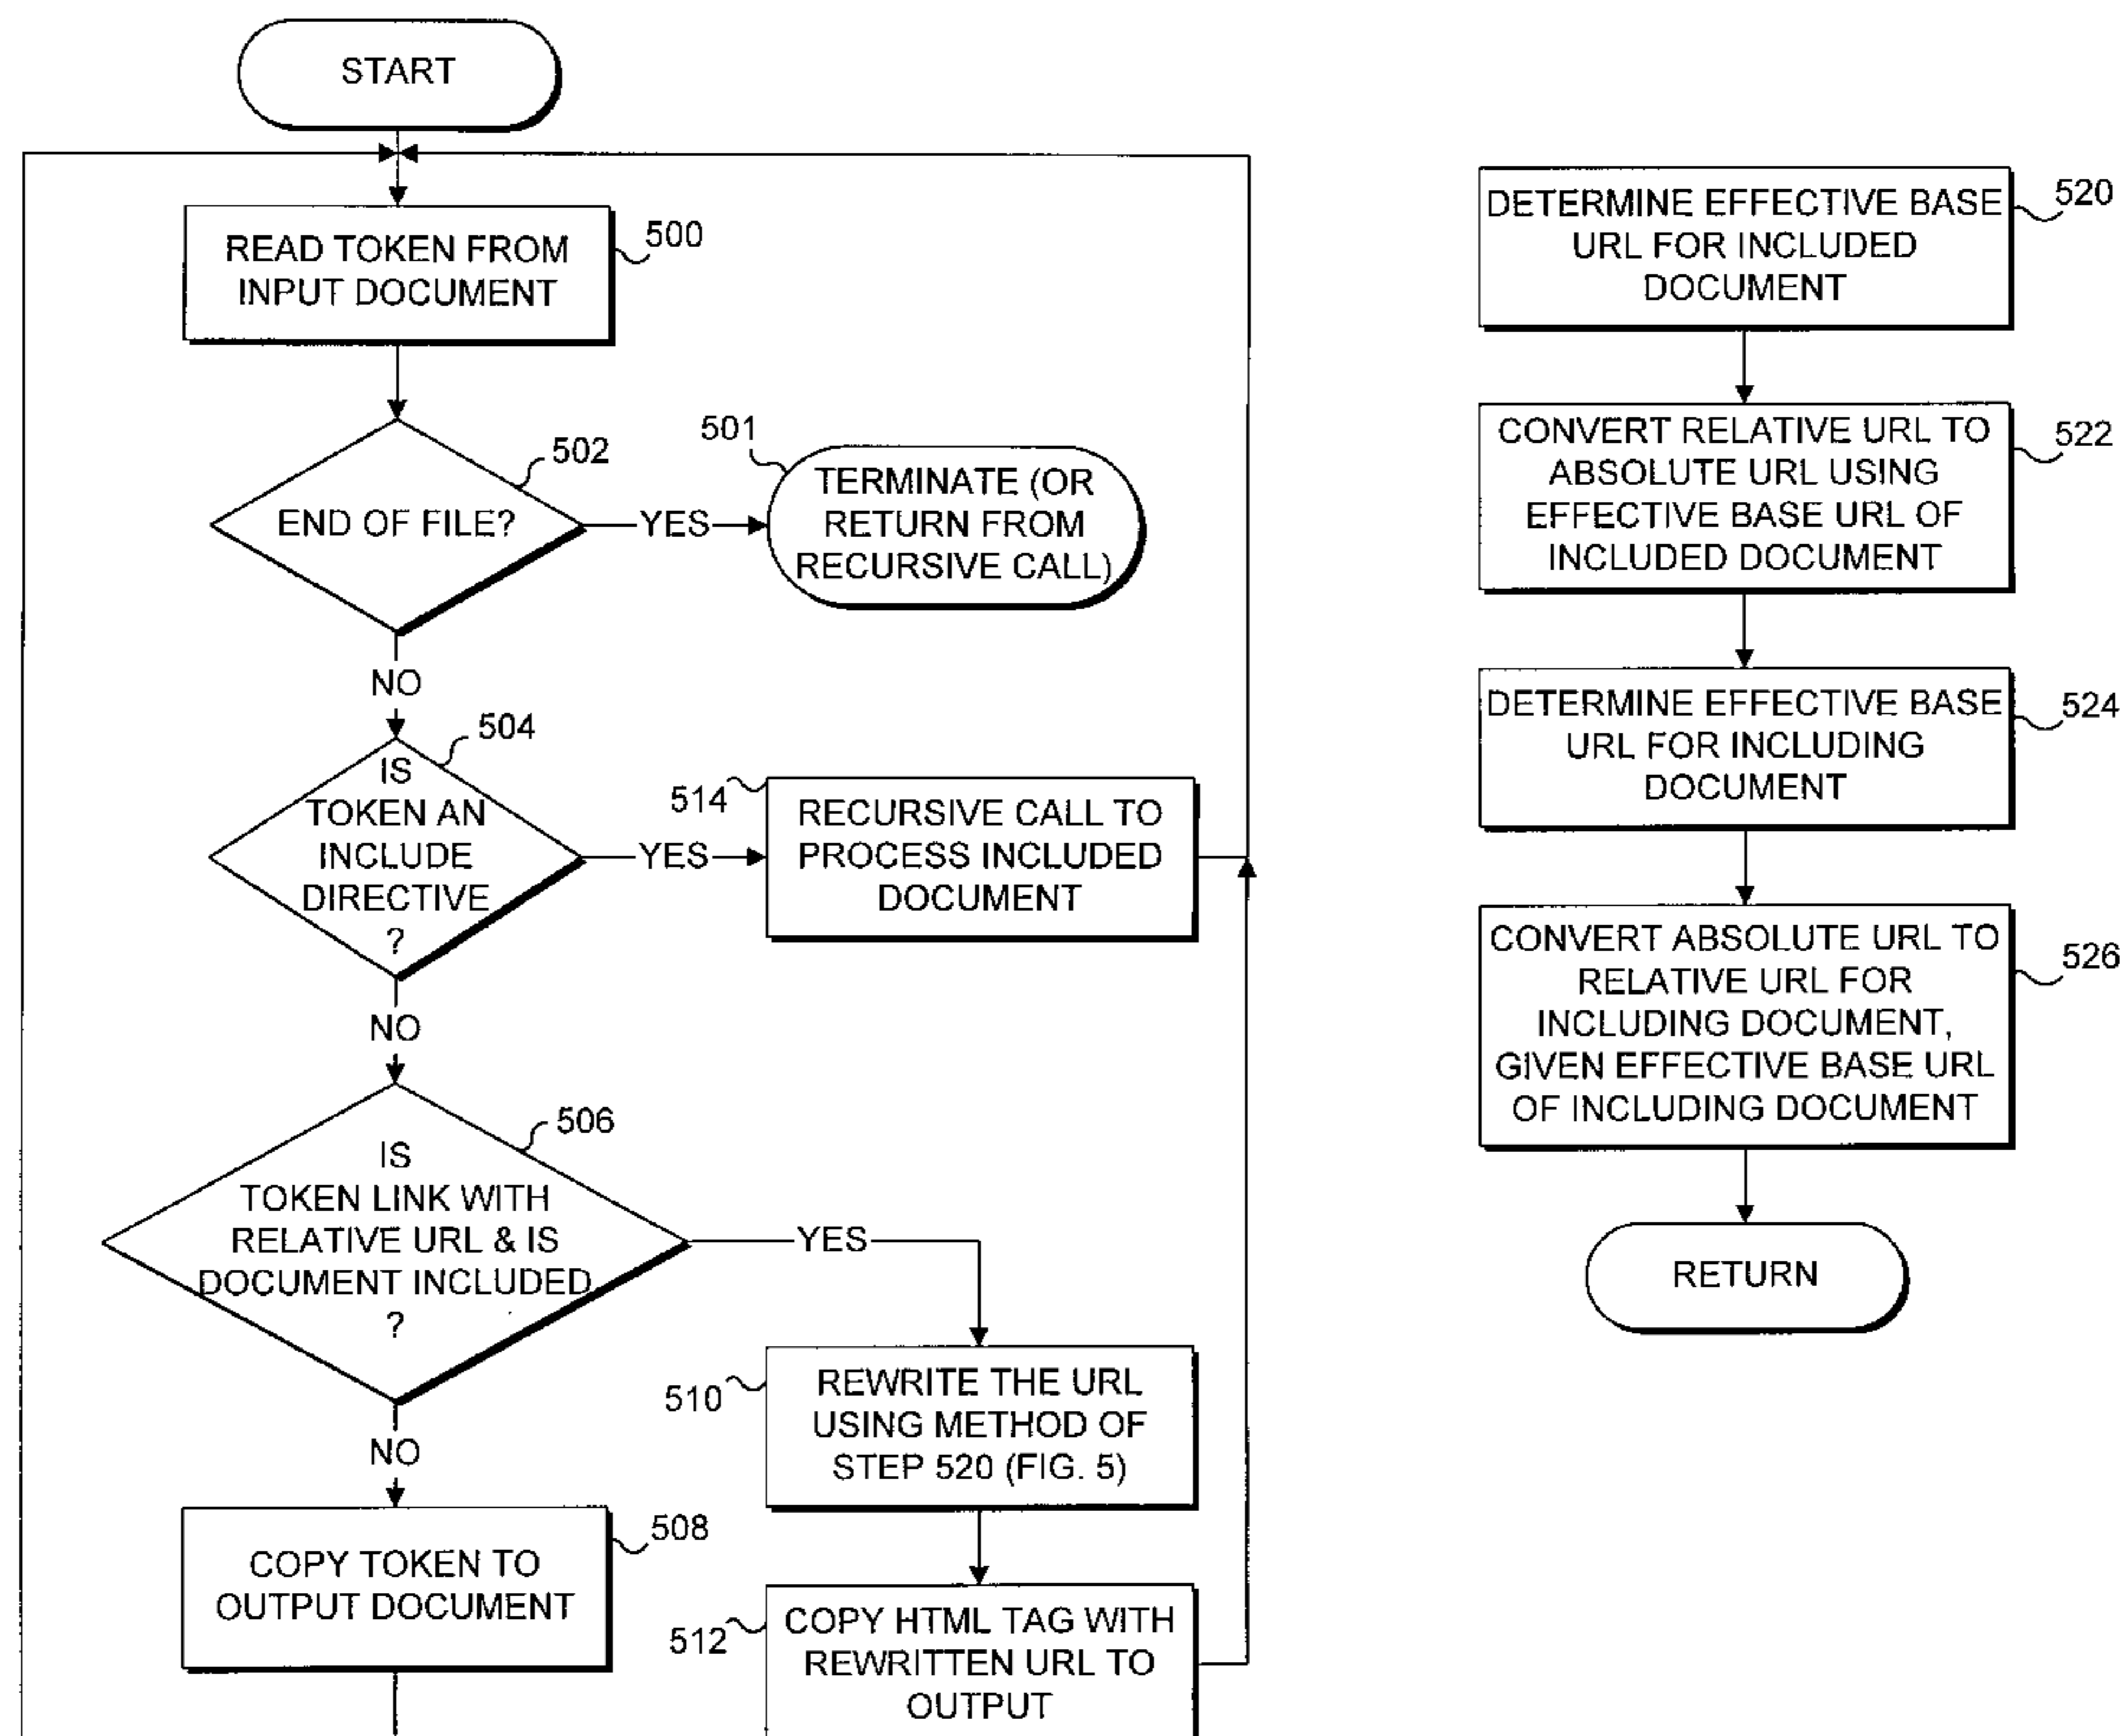 START
READ TOKEN FROM
INPUT DOCUMENT
500
END OF FILE?
502
YES
501
TERMINATE (OR
RETURN FROM
RECURSIVE CALL)
NO
504
IS
TOKEN AN
INCLUDE
DIRECTIVE
?
YES
514
RECURSIVE CALL TO
PROCESS INCLUDED
DOCUMENT
NO
506
IS
TOKEN LINK WITH
RELATIVE URL & IS
DOCUMENT INCLUDED
?
YES
510
REWRITE THE URL
USING METHOD OF
STEP 520 (FIG. 5)
NO
508
COPY TOKEN TO
OUTPUT DOCUMENT
512
COPY HTML TAG WITH
REWRITTEN URL TO
OUTPUT
DETERMINE EFFECTIVE BASE
URL FOR INCLUDED
DOCUMENT
520
CONVERT RELATIVE URL TO
ABSOLUTE URL USING
EFFECTIVE BASE URL OF
INCLUDED DOCUMENT
522
DETERMINE EFFECTIVE BASE
URL FOR INCLUDING
DOCUMENT
524
CONVERT ABSOLUTE URL TO
RELATIVE URL FOR
INCLUDING DOCUMENT,
GIVEN EFFECTIVE BASE URL
OF INCLUDING DOCUMENT
526
RETURN